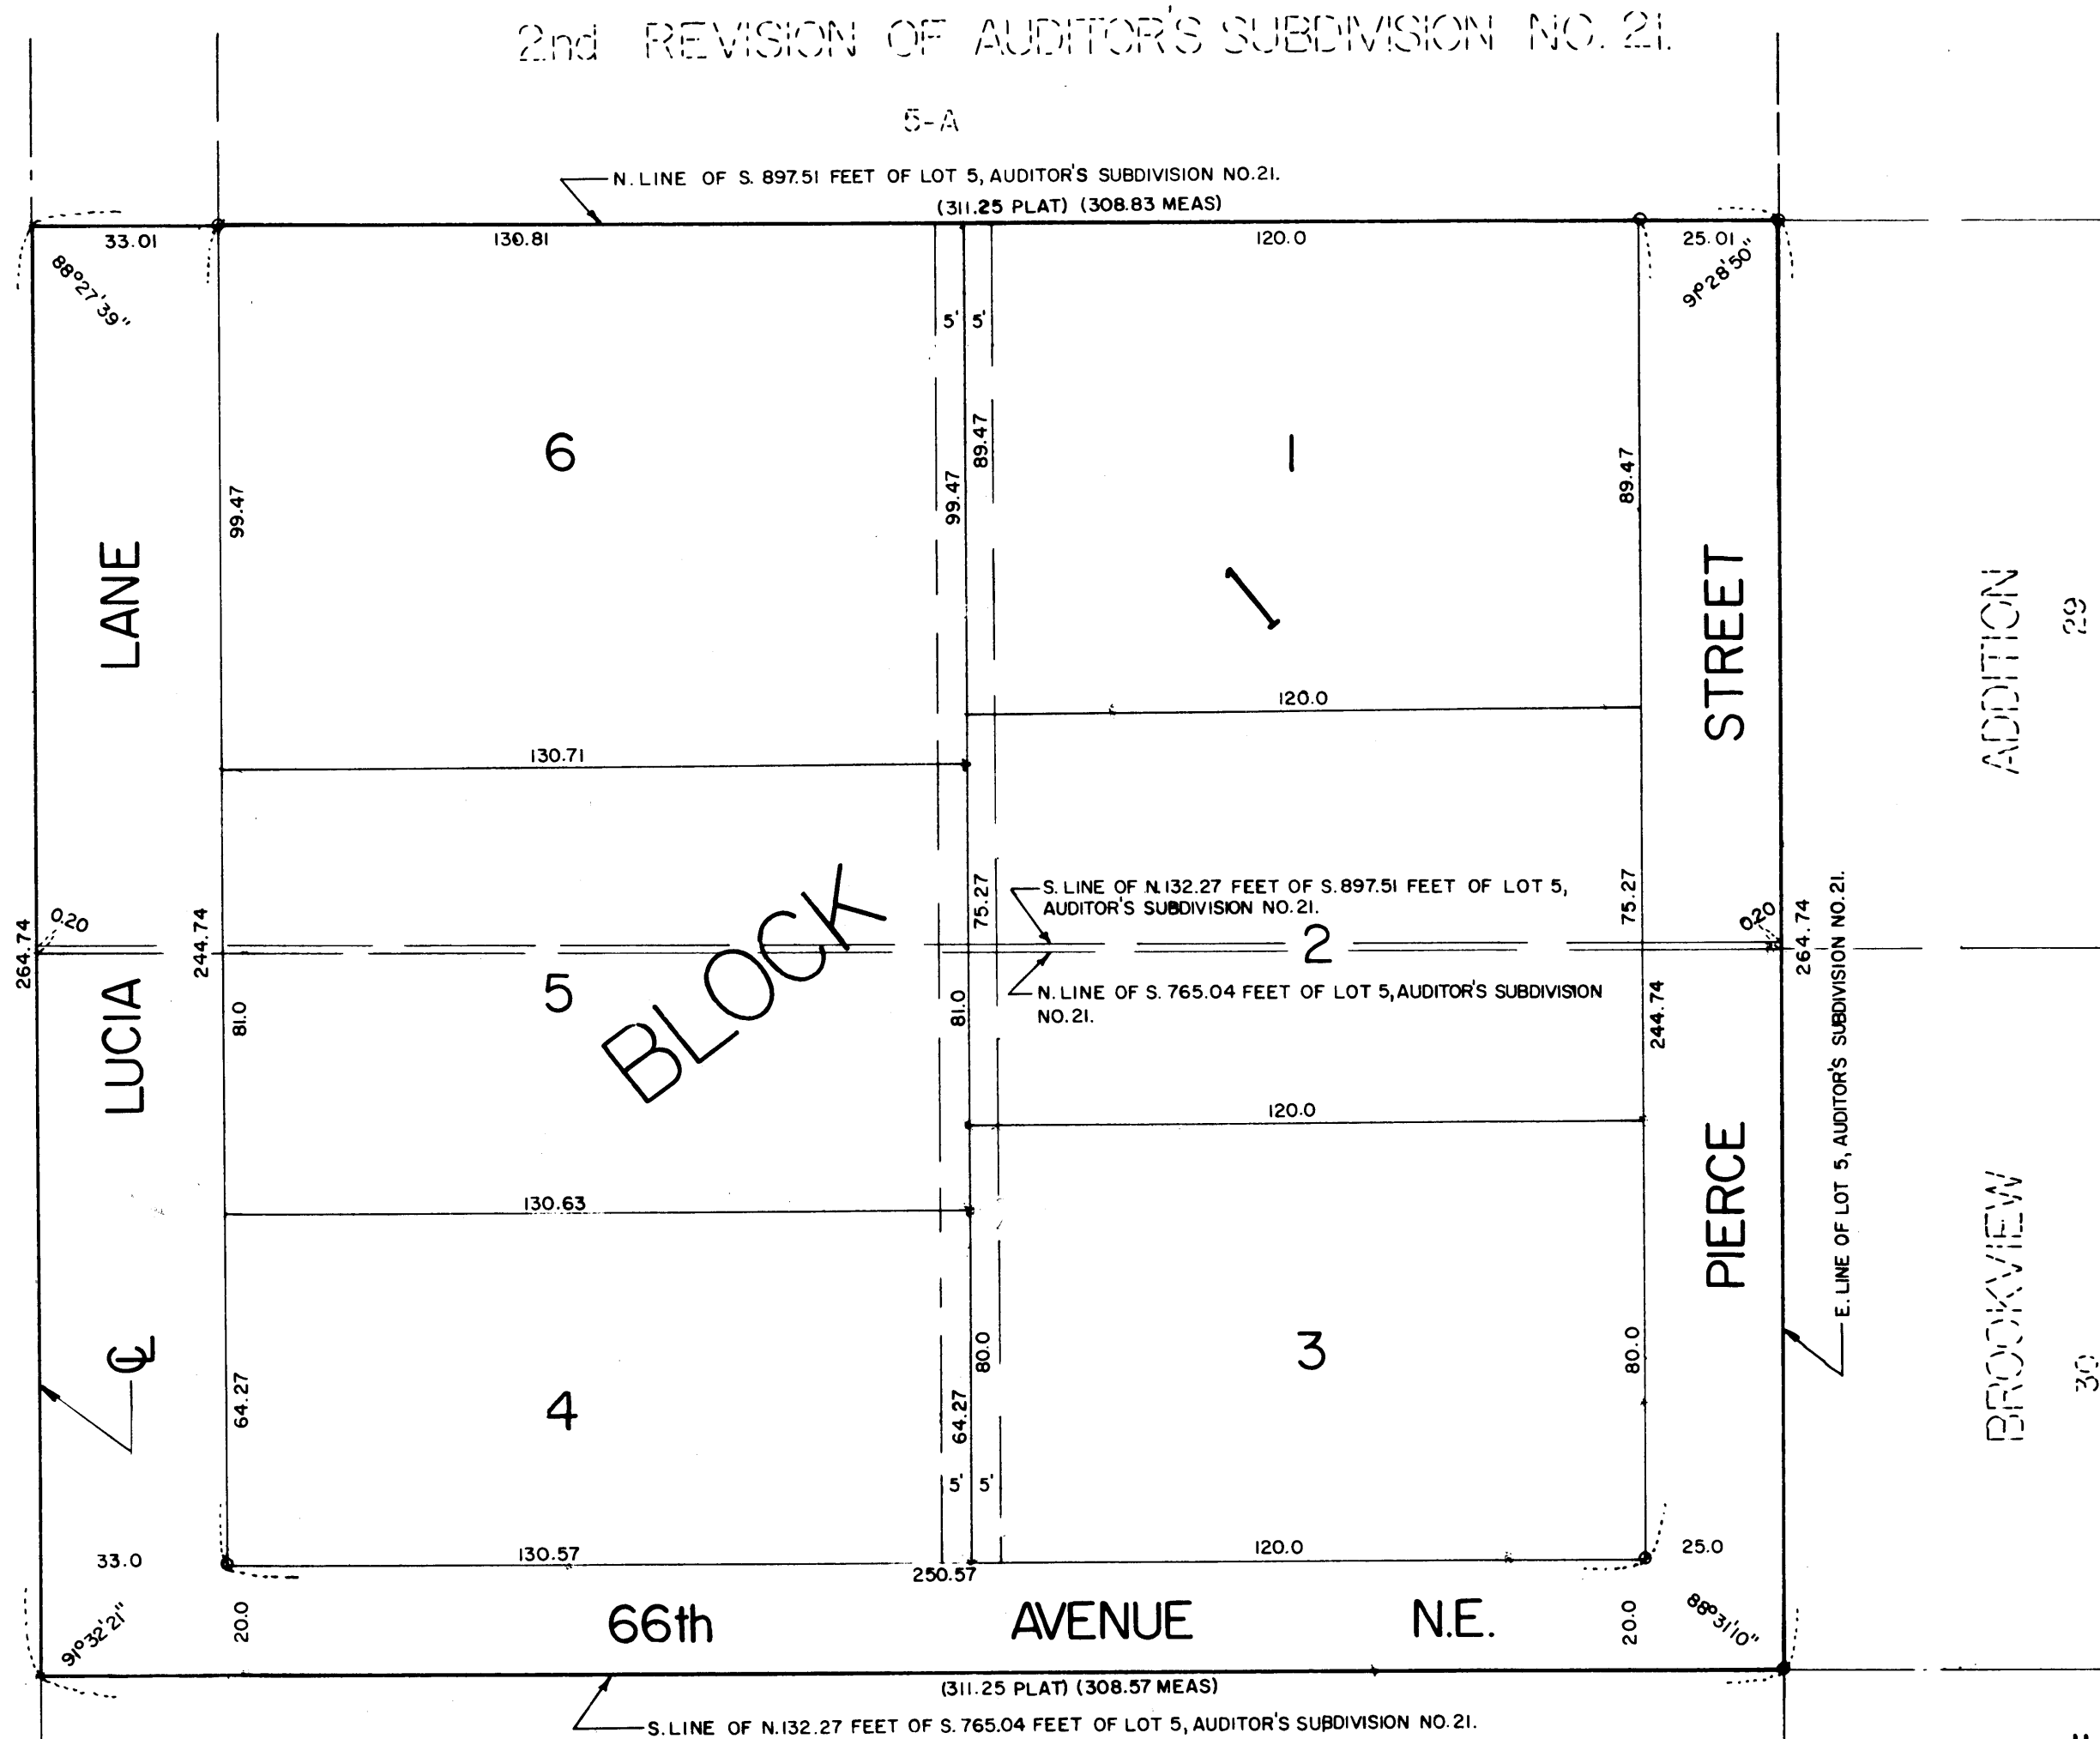 2nd REVISION OF AUDITOR'S SUBDIVISION NO. 21.
5-A
N. LINE OF S. 897.51 FEET OF LOT 5, AUDITOR'S SUBDIVISION NO.21.
(311.25 PLAT) (308.83 MEAS)
33.01
130.81
120.0
25.01
88°27'39"
91°28'50"
5'
5'
6
1
99.47
99.47
89.47
89.47
LANE
STREET
1
120.0
130.71
ADDITION
29
BLOCK
75.27
75.27
S. LINE OF N. 132.27 FEET OF S. 897.51 FEET OF LOT 5,
AUDITOR'S SUBDIVISION NO. 21.
0.20
0.20
264.74
244.74
264.74
2
5
N. LINE OF S. 765.04 FEET OF LOT 5, AUDITOR'S SUBDIVISION
NO. 21.
81.0
81.0
244.74
LUCIA
E. LINE OF LOT 5, AUDITOR'S SUBDIVISION NO. 21.
120.0
130.63
PIERCE
BROOKVIEW
30
℄
64.27
64.27
80.0
80.0
4
3
5'
5'
33.0
130.57
120.0
25.0
250.57
91°32'21"
20.0
66th AVENUE N.E.
20.0
88°31'10"
(311.25 PLAT) (308.57 MEAS)
S. LINE OF N. 132.27 FEET OF S. 765.04 FEET OF LOT 5, AUDITOR'S SUBDIVISION NO. 21.